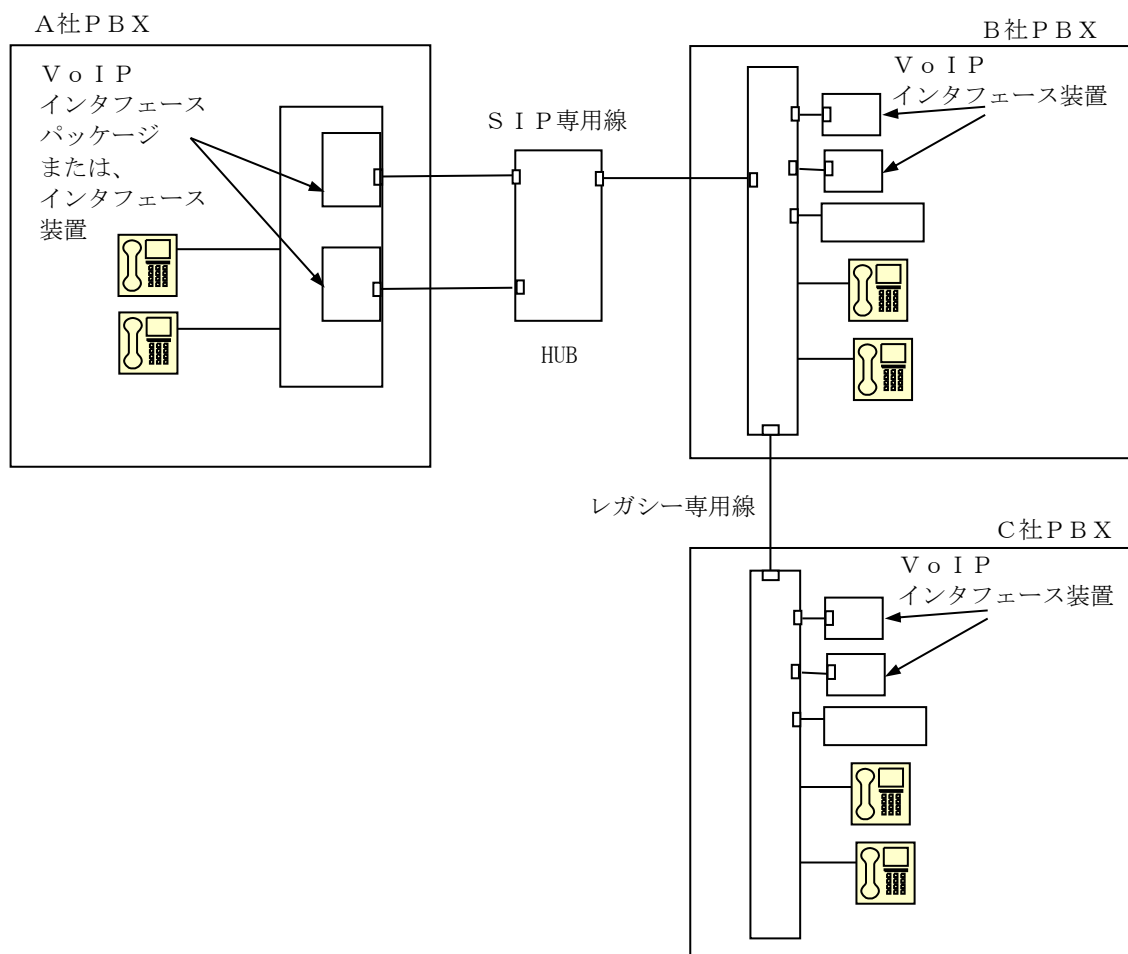 A社PBX
VoIP
インタフェース
パッケージ
または、
インタフェース
装置
SIP専用線
HUB
B社PBX
VoIP
インタフェース装置
レガシー専用線
C社PBX
VoIP
インタフェース装置